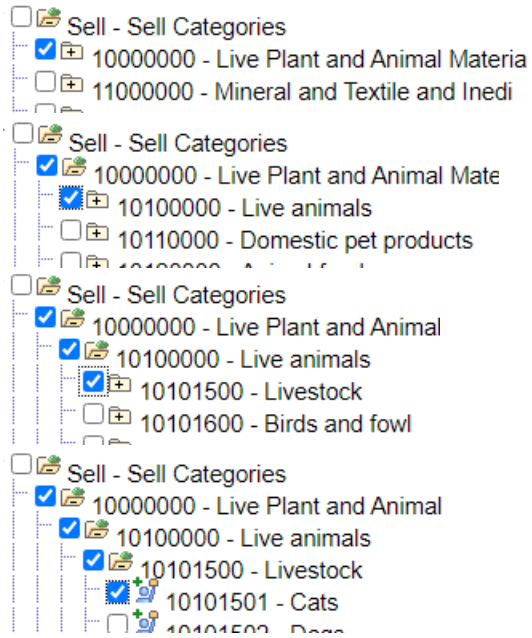 Sell - Sell Categories
10000000 - Live Plant and Animal Materia
11000000 - Mineral and Textile and Inedi
Sell - Sell Categories
10000000 - Live Plant and Animal Mate
10100000 - Live animals
10110000 - Domestic pet products
Sell - Sell Categories
10000000 - Live Plant and Animal
10100000 - Live animals
10101500 - Livestock
10101600 - Birds and fowl
Sell - Sell Categories
10000000 - Live Plant and Animal
10100000 - Live animals
10101500 - Livestock
10101501 - Cats
10101502 - Dogs